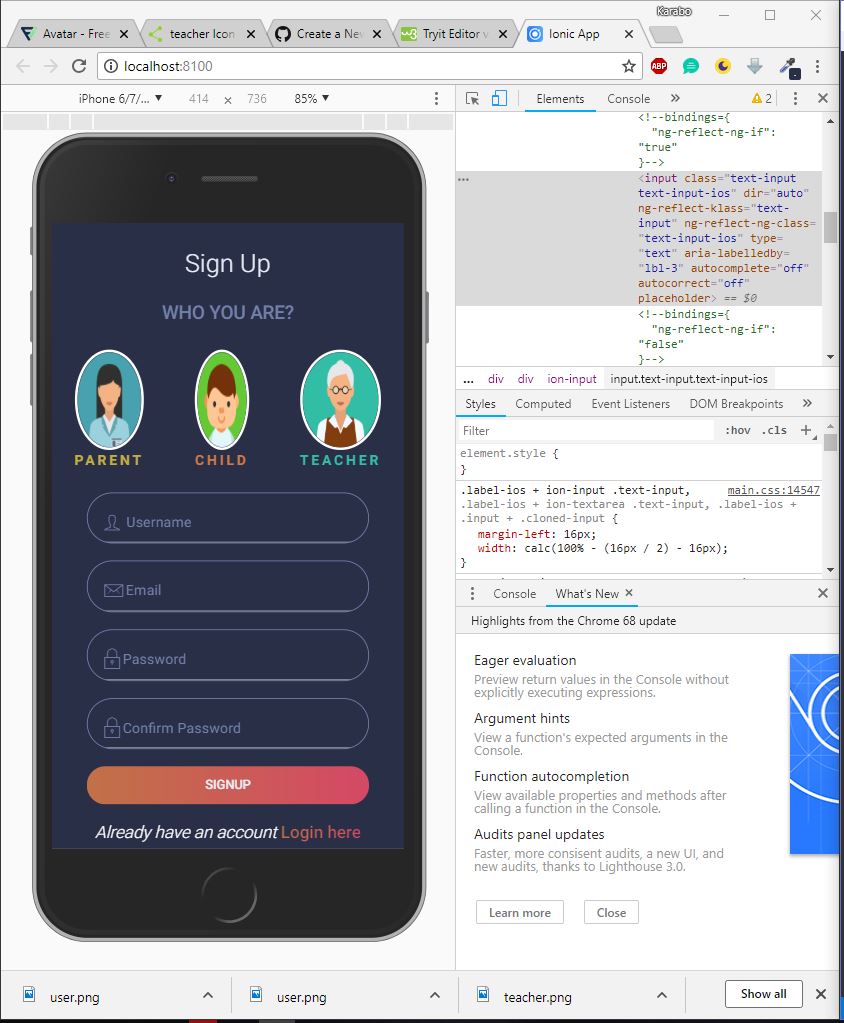 Karabo
Avatar - Free
teacher Icon
Create a Nev
Tryit Editor v
Ionic App
localhost:8100
ABP
iPhone 6/7/... ▼ 414 x 736 85% ▼
Elements Console » 2
Sign Up
WHO YOU ARE?
PARENT CHILD TEACHER
Username
Email
Password
Confirm Password
SIGNUP
Already have an account Login here
<!--bindings={
"ng-reflect-ng-if":
"true"
}-->
<input class="text-input
text-input-ios" dir="auto"
ng-reflect-klass="text-
input" ng-reflect-ng-class=
"text-input-ios" type=
"text" aria-labelledby=
"lbl-3" autocomplete="off"
autocorrect="off"
placeholder> == $0
<!--bindings={
"ng-reflect-ng-if":
"false"
}-->
... div div ion-input input.text-input.text-input-ios
Styles Computed Event Listeners DOM Breakpoints »
Filter :hov .cls +
element.style {
}
.label-ios + ion-input .text-input, main.css:14547
.label-ios + ion-textarea .text-input, .label-ios +
.input + .cloned-input {
margin-left: 16px;
width: calc(100% - (16px / 2) - 16px);
}
Console What's New ×
Highlights from the Chrome 68 update
Eager evaluation
Preview return values in the Console without
explicitly executing expressions.
Argument hints
View a function's expected arguments in the
Console.
Function autocompletion
View available properties and methods after
calling a function in the Console.
Audits panel updates
Faster, more consisent audits, a new UI, and
new audits, thanks to Lighthouse 3.0.
Learn more Close
user.png user.png teacher.png Show all